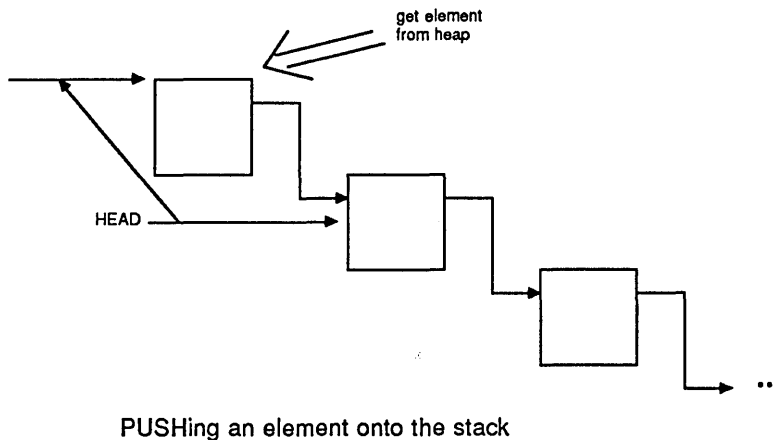 get element
from heap
HEAD
..
PUSHing an element onto the stack